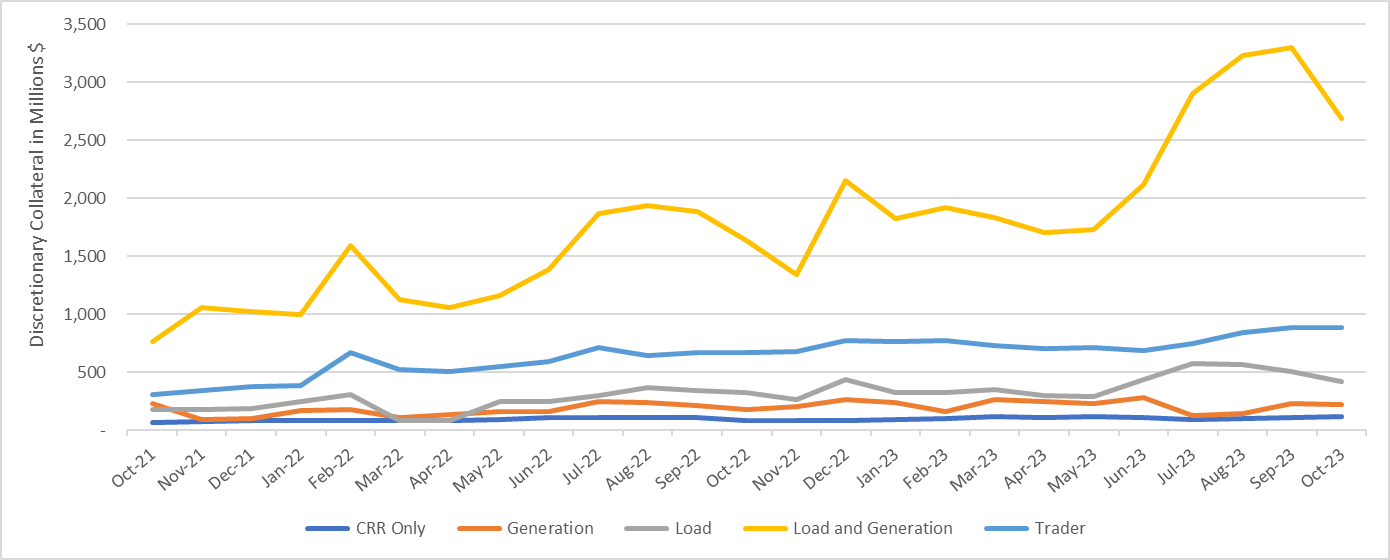 Discretionary Collateral in Millions $
3,500
3,000
2,500
2,000
1,500
1,000
500
-
Oct-21
Nov-21
Dec-21
Jan-22
Feb-22
Mar-22
Apr-22
May-22
Jun-22
Jul-22
Aug-22
Sep-22
Oct-22
Nov-22
Dec-22
Jan-23
Feb-23
Mar-23
Apr-23
May-23
Jun-23
Jul-23
Aug-23
Sep-23
Oct-23
CRR Only
Generation
Load
Load and Generation
Trader